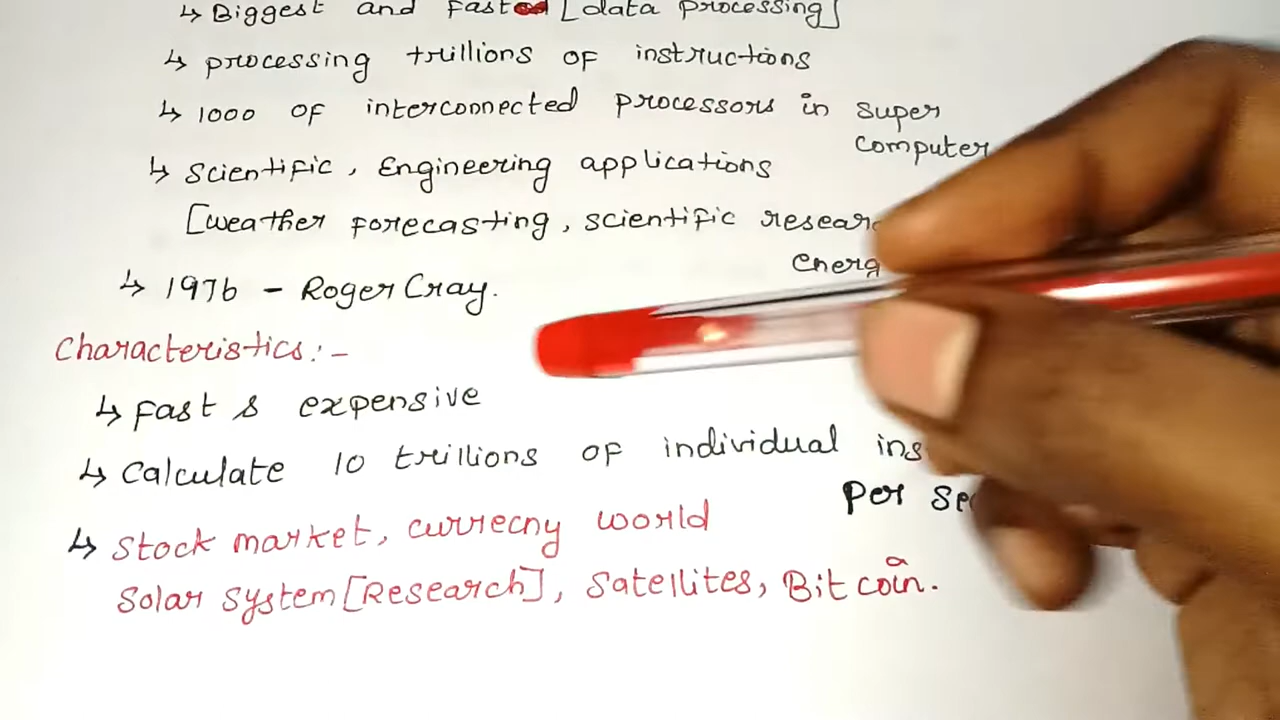 ↳ Biggest and fast [data processing]
↳ processing trillions of instructions
↳ 1000 of interconnected processors in super
computer
↳ Scientific, Engineering applications
[weather forecasting, scientific
↳ 1976 - Roger Cray.
Characteristics:-
↳ fast & expensive
↳ Calculate 10 trillions of individual
Per
↳ Stock market, currecny world
Solar system [Research], Satellites, Bitcoin.